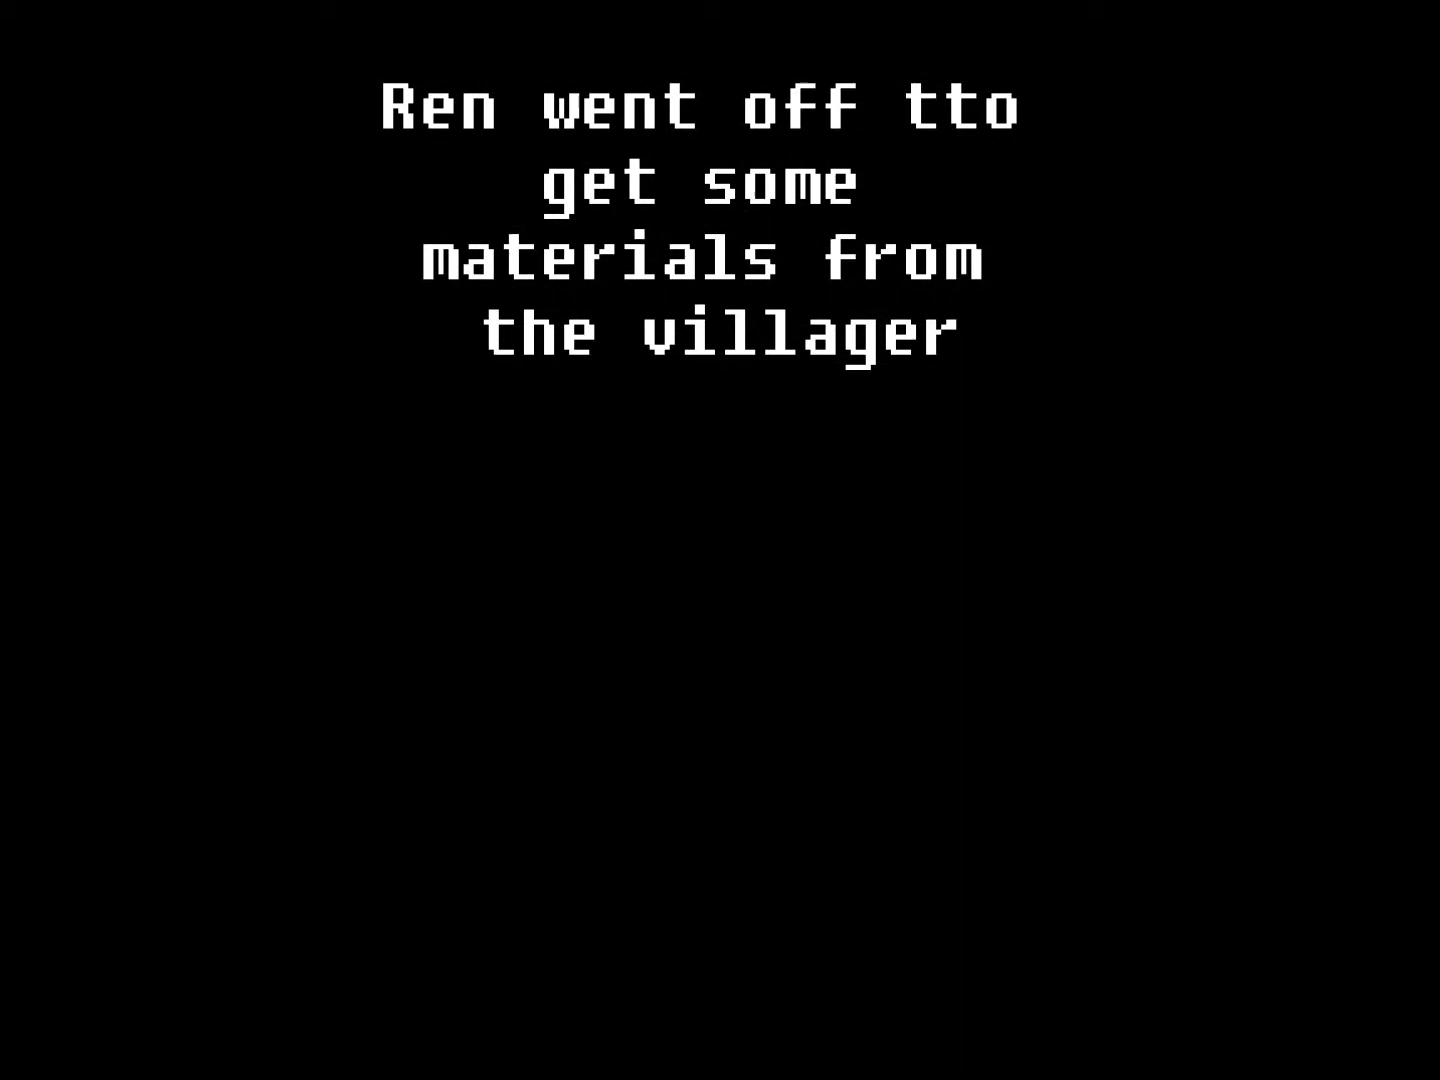 Ren went off tto
get some
materials from
the villager